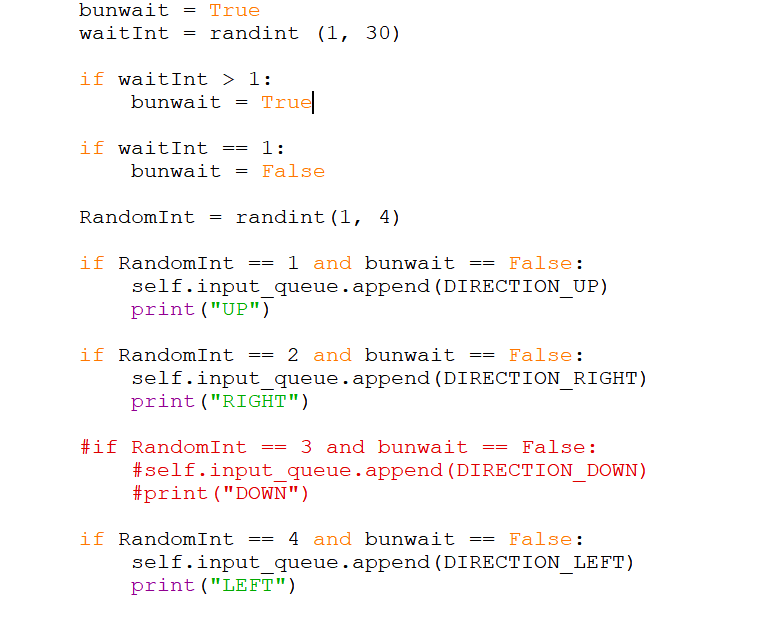 bunwait = True
waitInt = randint (1, 30)
if waitInt > 1:
    bunwait = True
if waitInt == 1:
    bunwait = False
RandomInt = randint(1, 4)
if RandomInt == 1 and bunwait == False:
    self.input_queue.append(DIRECTION_UP)
    print("UP")
if RandomInt == 2 and bunwait == False:
    self.input_queue.append(DIRECTION_RIGHT)
    print("RIGHT")
#if RandomInt == 3 and bunwait == False:
    #self.input_queue.append(DIRECTION_DOWN)
    #print("DOWN")
if RandomInt == 4 and bunwait == False:
    self.input_queue.append(DIRECTION_LEFT)
    print("LEFT")